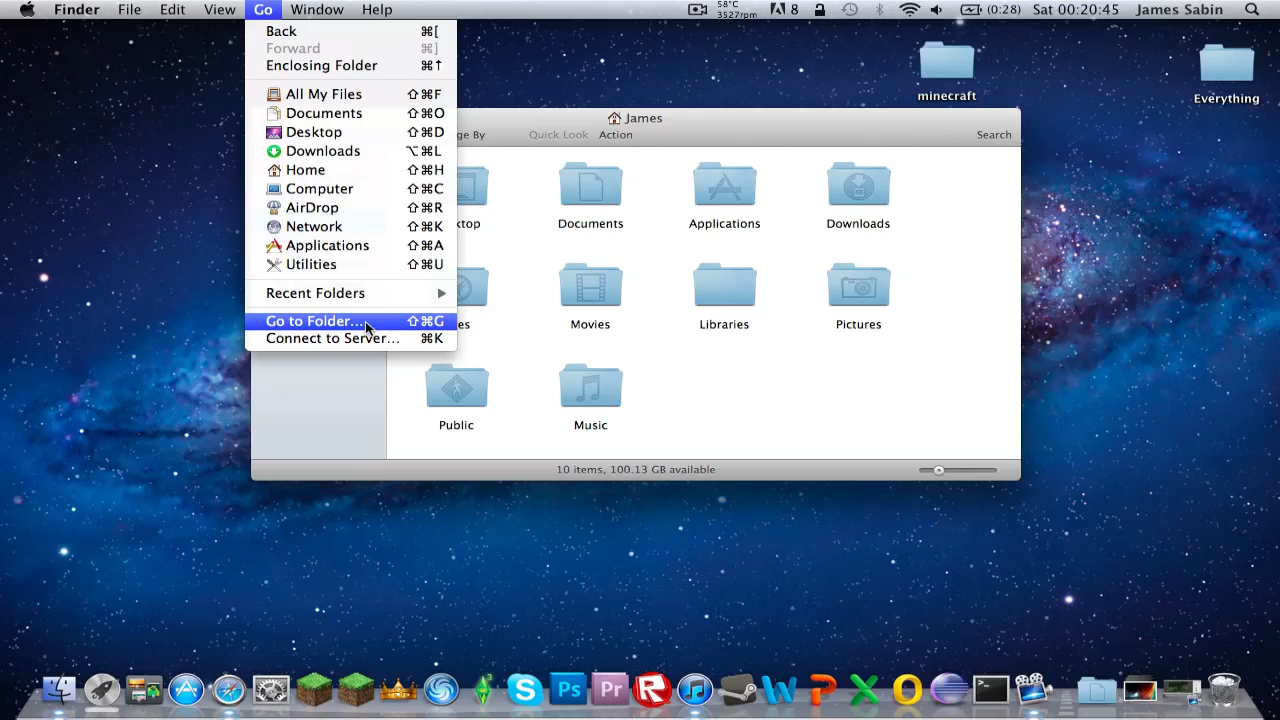 Finder File Edit View Go Window Help 58°C 3527rpm 8 (0:28) Sat 00:20:45 James Sabin
Back ⌘[
Forward ⌘]
Enclosing Folder ⌘↑
All My Files ⇧⌘F
Documents ⇧⌘O
Desktop ⇧⌘D
Downloads ⌥⌘L
Home ⇧⌘H
Computer ⇧⌘C
AirDrop ⇧⌘R
Network ⇧⌘K
Applications ⇧⌘A
Utilities ⇧⌘U
Recent Folders ▶
Go to Folder... ⇧⌘G
Connect to Server... ⌘K
minecraft
Everything
James
ge By Quick Look Action Search
ktop Documents Applications Downloads
es Movies Libraries Pictures
Public Music
10 items, 100.13 GB available
Ps Pr